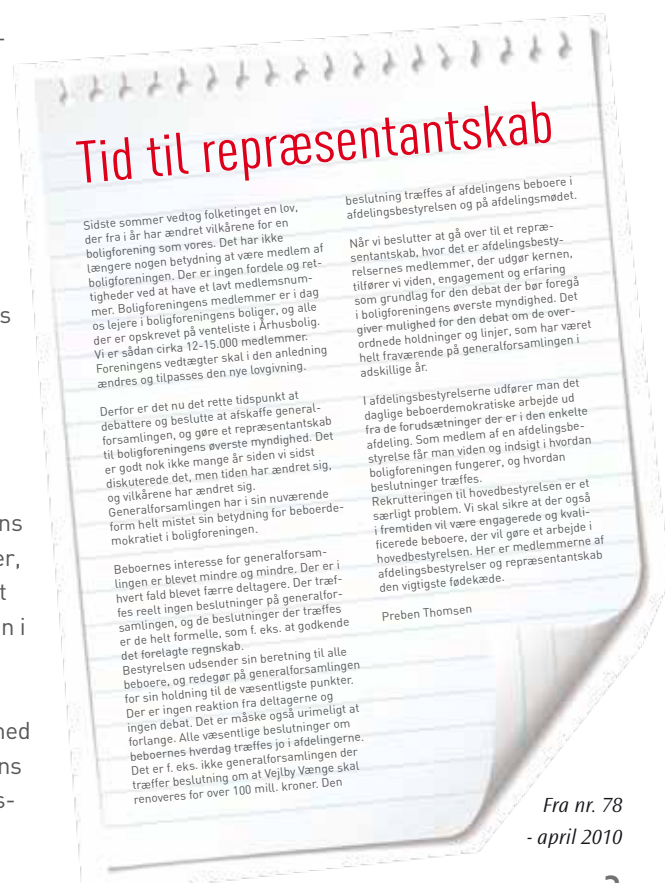 Tid til repræsentantskab
Sidste sommer vedtog folketinget en lov,
der fra i år har ændret vilkårene for en
boligforening som vores. Det har ikke
længere nogen betydning at være medlem af
boligforeningen. Der er ingen fordele og ret-
tigheder ved at have et lavt medlemsnum-
mer. Boligforeningens medlemmer er i dag
os lejere i boligforeningens boliger, og alle
der er opskrevet på venteliste i Århusbolig.
Vi er sådan cirka 12-15.000 medlemmer.
Foreningens vedtægter skal i den anledning
ændres og tilpasses den nye lovgivning.
Derfor er det nu det rette tidspunkt at
debattere og beslutte at afskaffe general-
forsamlingen, og gøre et repræsentantskab
til boligforeningens øverste myndighed. Det
er godt nok ikke mange år siden vi sidst
diskuterede det, men tiden har ændret sig,
og vilkårene har ændret sig.
Generalforsamlingen har i sin nuværende
form helt mistet sin betydning for beboerde-
mokratiet i boligforeningen.
Beboernes interesse for generalforsam-
lingen er blevet mindre og mindre. Der er i
hvert fald blevet færre deltagere. Der træf-
fes reelt ingen beslutninger på generalfor-
samlingen, og de beslutninger der træffes
er de helt formelle, som f. eks. at godkende
det forelagte regnskab.
Bestyrelsen udsender sin beretning til alle
beboere, og redegør på generalforsamlingen
for sin holdning til de væsentligste punkter.
Der er ingen reaktion fra deltagerne og
ingen debat. Det er måske også urimeligt at
forlange. Alle væsentlige beslutninger om
beboernes hverdag træffes jo i afdelingerne.
Det er f. eks. ikke generalforsamlingen der
træffer beslutning om at Vejlby Vænge skal
renoveres for over 100 mill. kroner. Den
beslutning træffes af afdelingens beboere i
afdelingsbestyrelsen og på afdelingsmødet.
Når vi beslutter at gå over til et repræ-
sentantskab, hvor det er afdelingsbesty-
relsernes medlemmer, der udgør kernen,
tilfører vi viden, engagement og erfaring
som grundlag for den debat der bør foregå
i boligforeningens øverste myndighed. Det
giver mulighed for den debat om de over-
ordnede holdninger og linjer, som har været
helt fraværende på generalforsamlingen i
adskillige år.
I afdelingsbestyrelserne udfører man det
daglige beboerdemokratiske arbejde ud
fra de forudsætninger der er i den enkelte
afdeling. Som medlem af en afdelingsbe-
styrelse får man viden og indsigt i hvordan
boligforeningen fungerer, og hvordan
beslutninger træffes.
Rekrutteringen til hovedbestyrelsen er et
særligt problem. Vi skal sikre at der også
i fremtiden vil være engagerede og kvali-
ficerede beboere, der vil gøre et arbejde i
hovedbestyrelsen. Her er medlemmerne af
afdelingsbestyrelser og repræsentantskab
den vigtigste fødekæde.
Preben Thomsen
Fra nr. 78
- april 2010